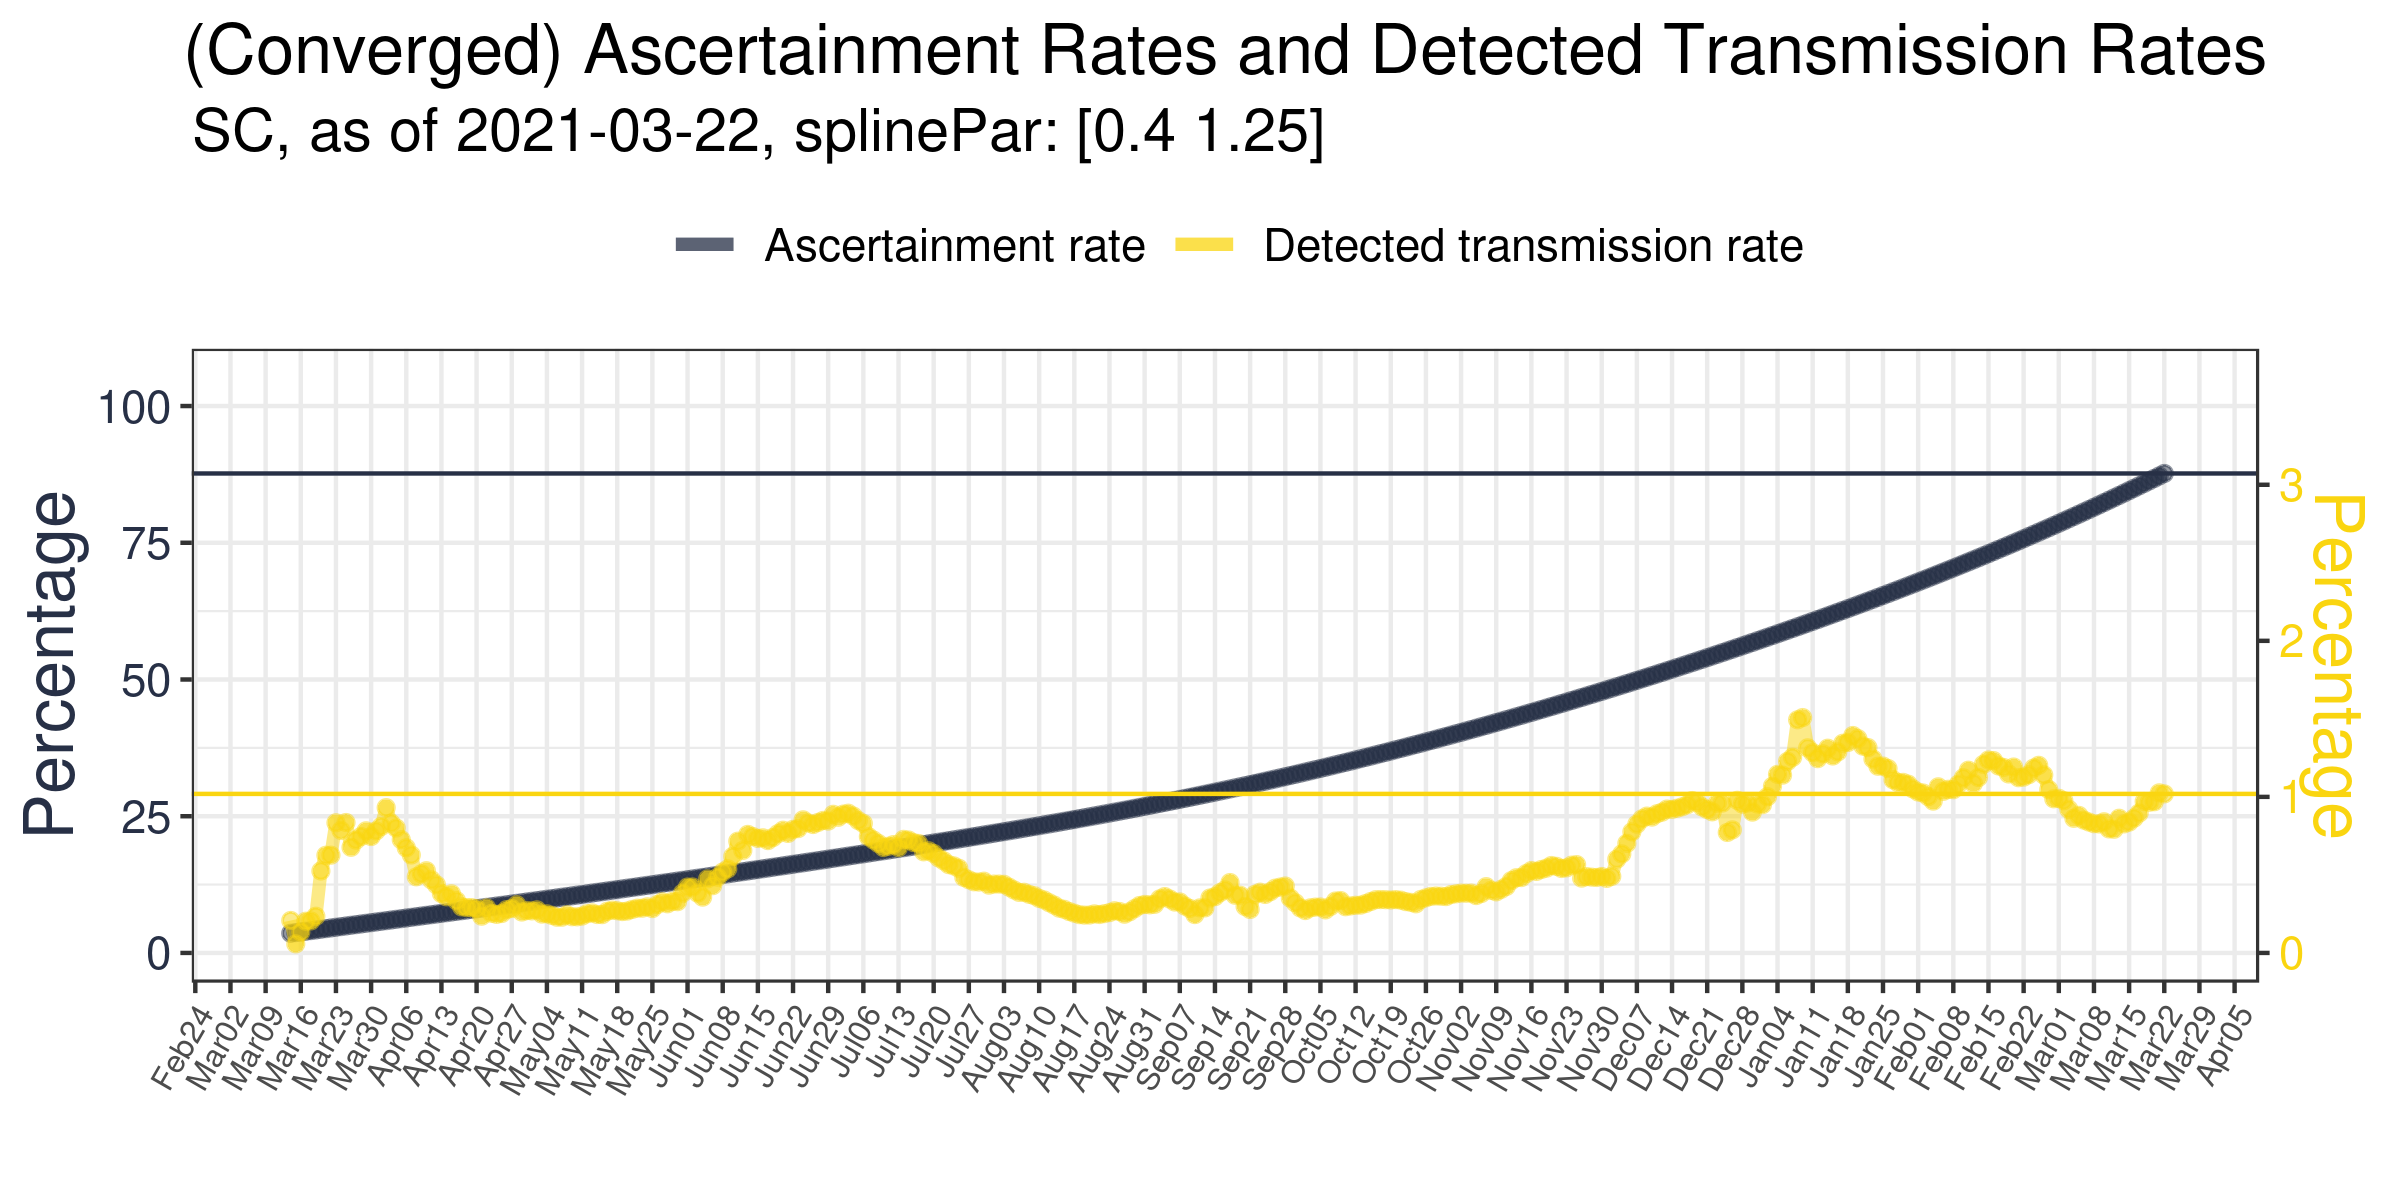 (Converged) Ascertainment Rates and Detected Transmission Rates
SC, as of 2021-03-22, splinePar: [0.4 1.25]
Ascertainment rate
Detected transmission rate
Percentage
100
75
50
25
0
3
2
1
0
Percentage
Feb24
Mar02
Mar09
Mar16
Mar23
Mar30
Apr06
Apr13
Apr20
Apr27
May04
May11
May18
May25
Jun01
Jun08
Jun15
Jun22
Jun29
Jul06
Jul13
Jul20
Jul27
Aug03
Aug10
Aug17
Aug24
Aug31
Sep07
Sep14
Sep21
Sep28
Oct05
Oct12
Oct19
Oct26
Nov02
Nov09
Nov16
Nov23
Nov30
Dec07
Dec14
Dec21
Dec28
Jan04
Jan11
Jan18
Jan25
Feb01
Feb08
Feb15
Feb22
Mar01
Mar08
Mar15
Mar22
Mar29
Apr05